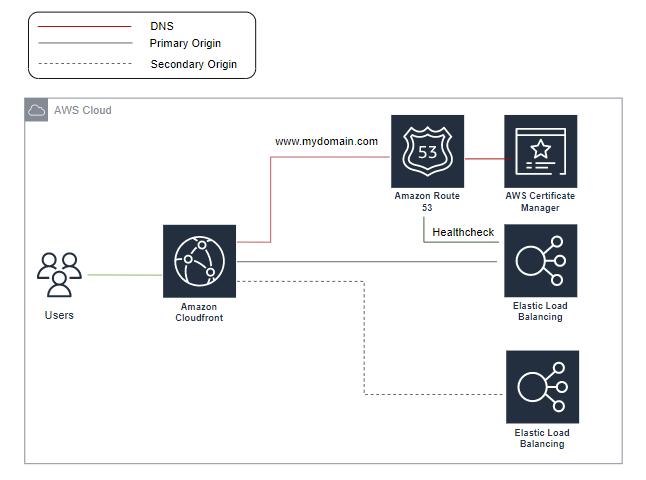 DNS
Primary Origin
Secondary Origin
AWS Cloud
www.mydomain.com
53
Amazon Route
53
AWS Certificate
Manager
Healthcheck
Users
Amazon
Cloudfront
Elastic Load
Balancing
Elastic Load
Balancing